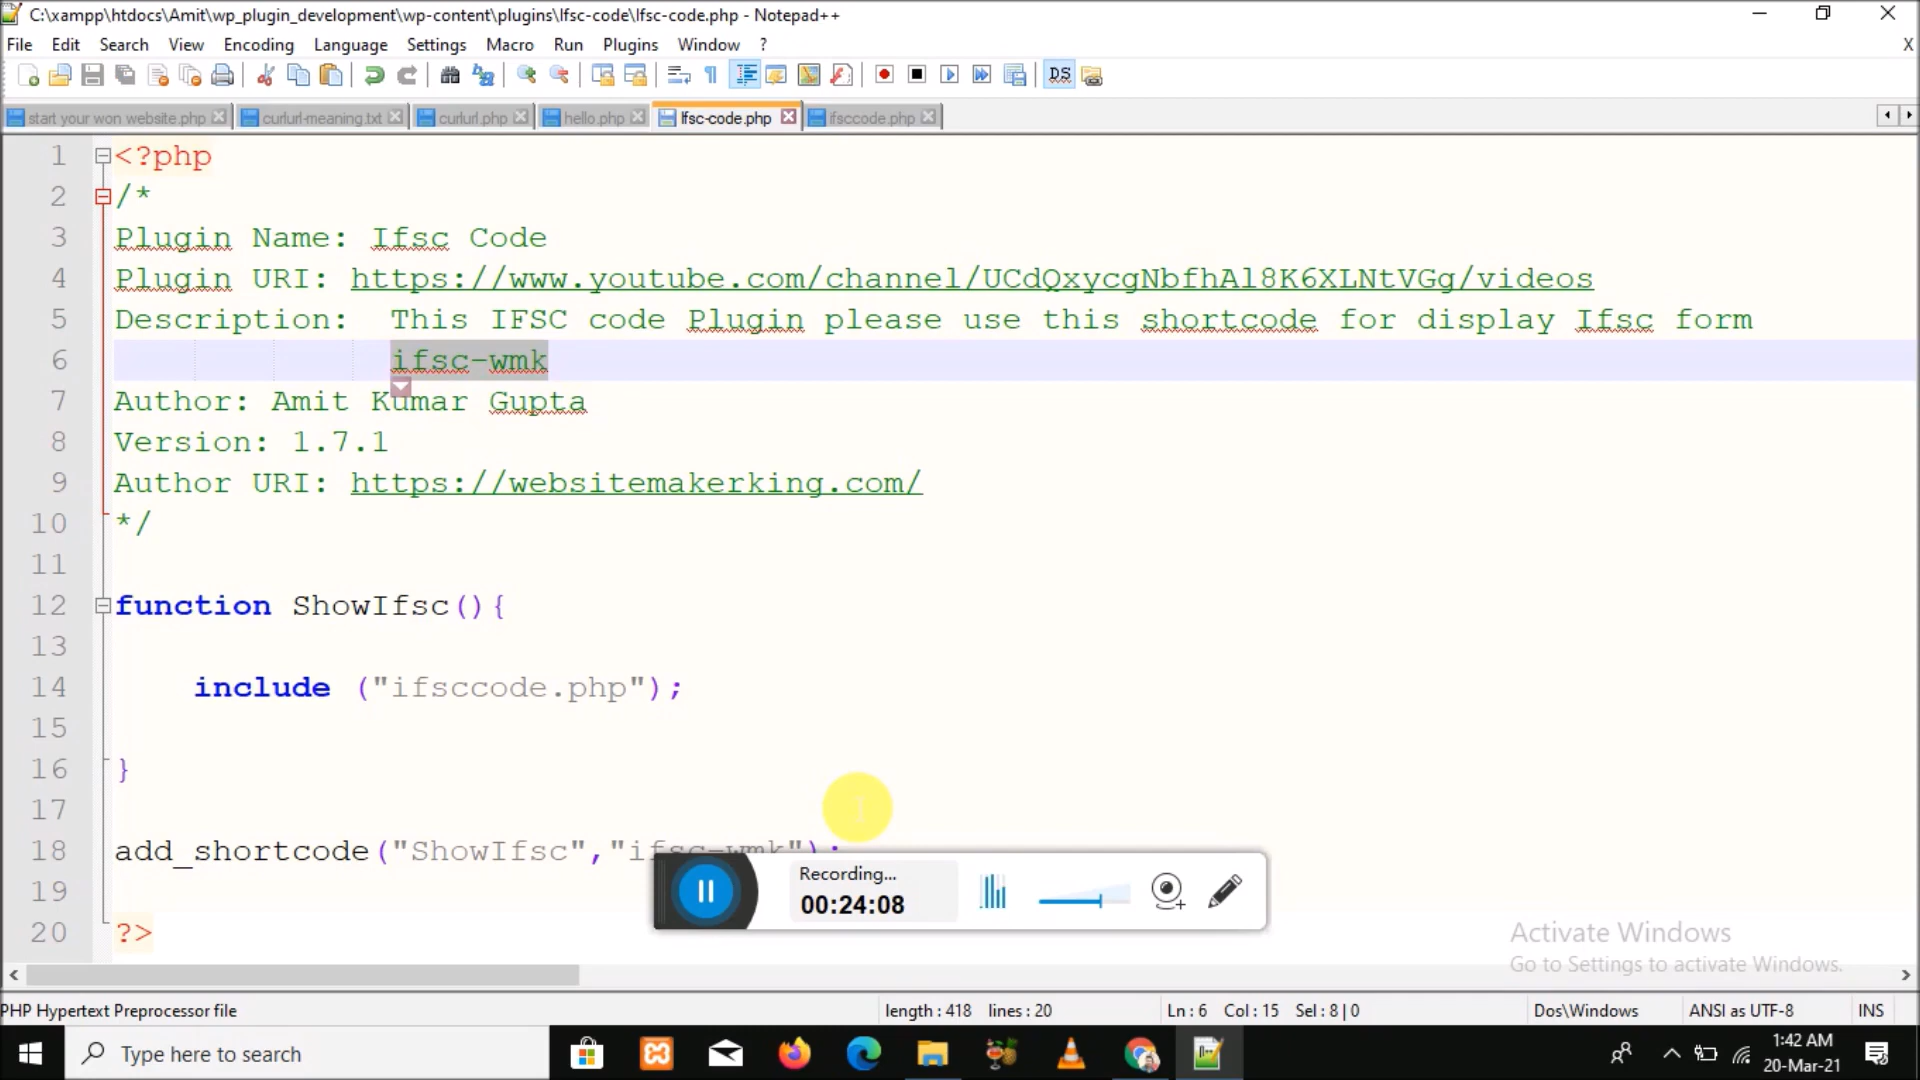 C:\xampp\htdocs\Amit\wp_plugin_development\wp-content\plugins\Ifsc-code\Ifsc-code.php - Notepad++
File Edit Search View Encoding Language Settings Macro Run Plugins Window ? X
start your won website.php curlurl-meaning.txt curlurl.php hello.php Ifsc-code.php ifsccode.php
1 <?php
2 /*
3 Plugin Name: Ifsc Code
4 Plugin URI: https://www.youtube.com/channel/UCdQxycgNbfhAl8K6XLNtVGg/videos
5 Description: This IFSC code Plugin please use this shortcode for display Ifsc form
6 ifsc-wmk
7 Author: Amit Kumar Gupta
8 Version: 1.7.1
9 Author URI: https://websitemakerking.com/
10 */
11
12 function ShowIfsc(){
13
14 include ("ifsccode.php");
15
16 }
17
18 add_shortcode("ShowIfsc","ifsc-wmk");
19
20 ?>
Recording...
00:24:08
Activate Windows
Go to Settings to activate Windows.
PHP Hypertext Preprocessor file length : 418 lines : 20 Ln : 6 Col : 15 Sel : 8 | 0 Dos\Windows ANSI as UTF-8 INS
Type here to search
1:42 AM
20-Mar-21